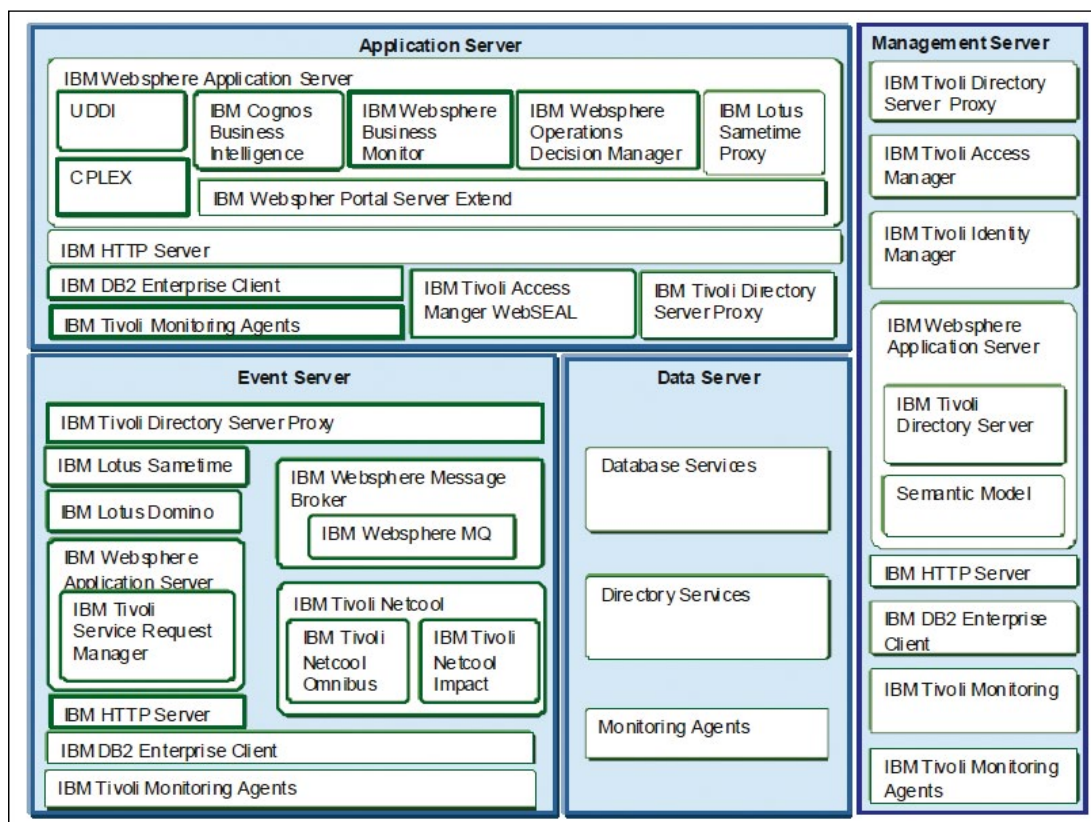 Application Server
IBM Websphere Application Server
UDDI
CPLEX
IBM Cognos
Business
Intelligence
IBM Websphere
Business
Monitor
IBM Websphere
Operations
Decision Manager
IBM Lotus
Sametime
Proxy
IBM Webspher Portal Server Extend
IBM HTTP Server
IBM DB2 Enterprise Client
IBM Tivoli Monitoring Agents
IBM Tivoli Access
Manger WebSEAL
IBM Tivoli Directory
Server Proxy
Event Server
IBM Tivoli Directory Server Proxy
IBM Lotus Sametime
IBM Lotus Domino
IBM Websphere
Application Server
IBM Tivoli
Service Request
Manager
IBM HTTP Server
IBM Websphere Message
Broker
IBM Websphere MQ
IBM Tivoli Netcool
IBM Tivoli
Netcool
Omnibus
IBM Tivoli
Netcool
Impact
IBM DB2 Enterprise Client
IBM Tivoli Monitoring Agents
Data Server
Database Services
Directory Services
Monitoring Agents
Management Server
IBM Tivoli Directory
Server Proxy
IBM Tivoli Access
Manager
IBM Tivoli Identity
Manager
IBM Websphere
Application Server
IBM Tivoli
Directory Server
Semantic Model
IBM HTTP Server
IBM DB2 Enterprise
Client
IBM Tivoli Monitoring
IBM Tivoli Monitoring
Agents